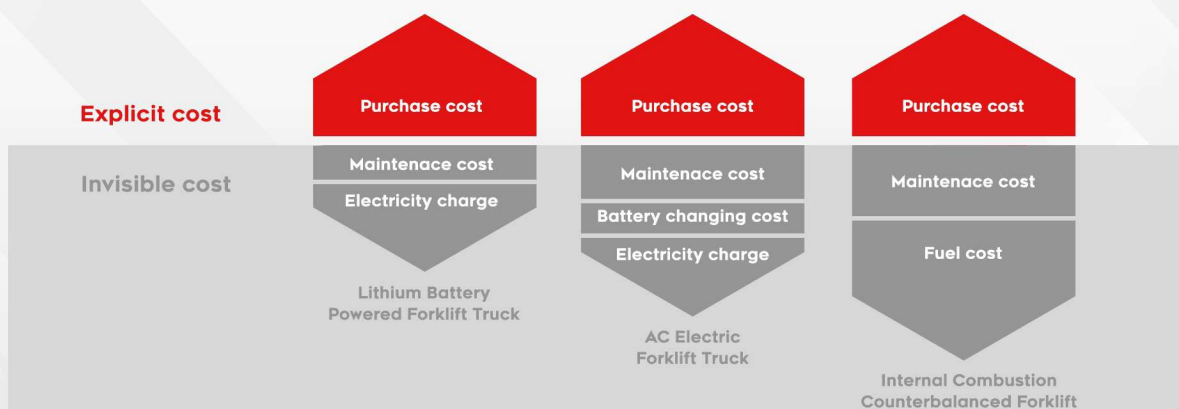 Explicit cost
Purchase cost
Purchase cost
Purchase cost
Invisible cost
Maintenace cost
Electricity charge
Lithium Battery
Powered Forklift Truck
Maintenace cost
Battery changing cost
Electricity charge
AC Electric
Forklift Truck
Maintenace cost
Fuel cost
Internal Combustion
Counterbalanced Forklift